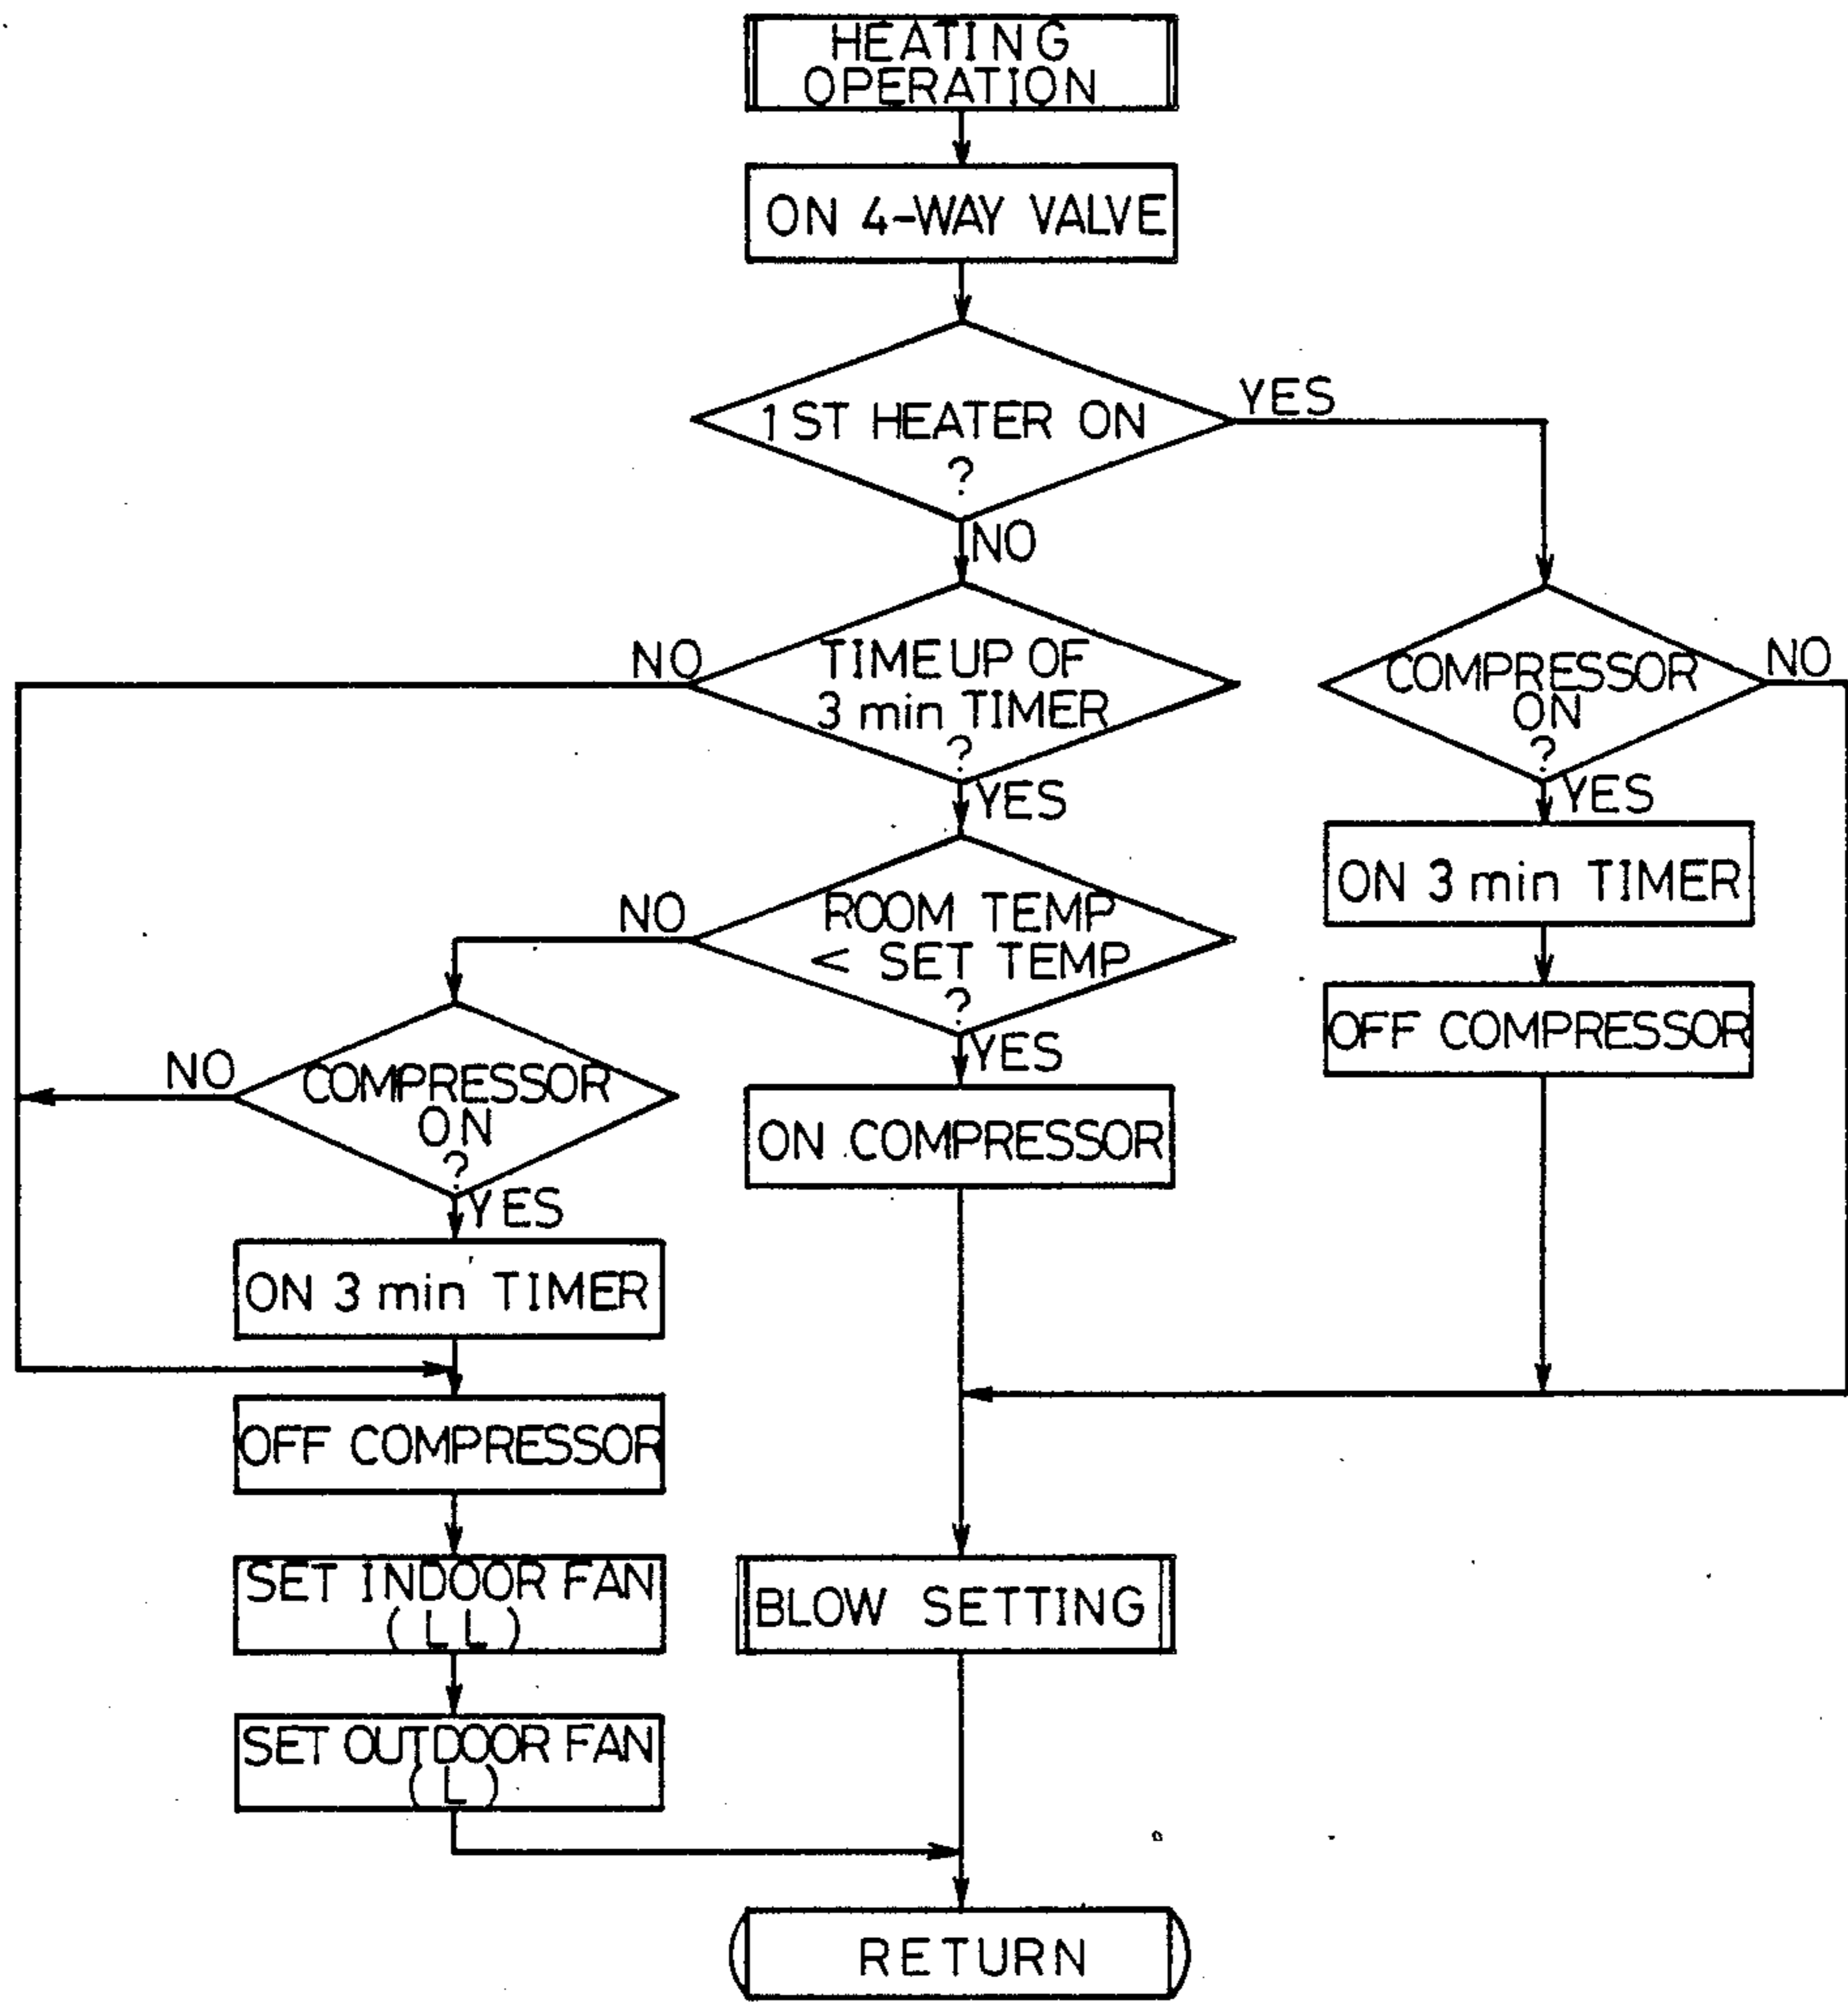 HEATING
OPERATION
ON 4-WAY VALVE
1ST HEATER ON
?
YES
NO
TIME UP OF
3 min TIMER
?
NO
YES
COMPRESSOR
ON
?
NO
YES
ON 3 min TIMER
OFF COMPRESSOR
ROOM TEMP
< SET TEMP
?
NO
YES
COMPRESSOR
ON
?
NO
YES
ON COMPRESSOR
ON 3 min TIMER
OFF COMPRESSOR
SET INDOOR FAN
(LL)
BLOW SETTING
SET OUTDOOR FAN
(L)
RETURN